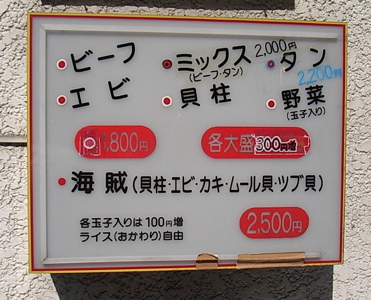 ビーフ
ミックス 2,000円
(ビーフ・タン)
タン
2,200円
エビ
貝柱
野菜
(玉子入り)
1,800円
各大盛 300円増
海賊(貝柱・エビ・カキ・ムール貝・ツブ貝)
各玉子入りは100円増
ライス(おかわり)自由
2,500円